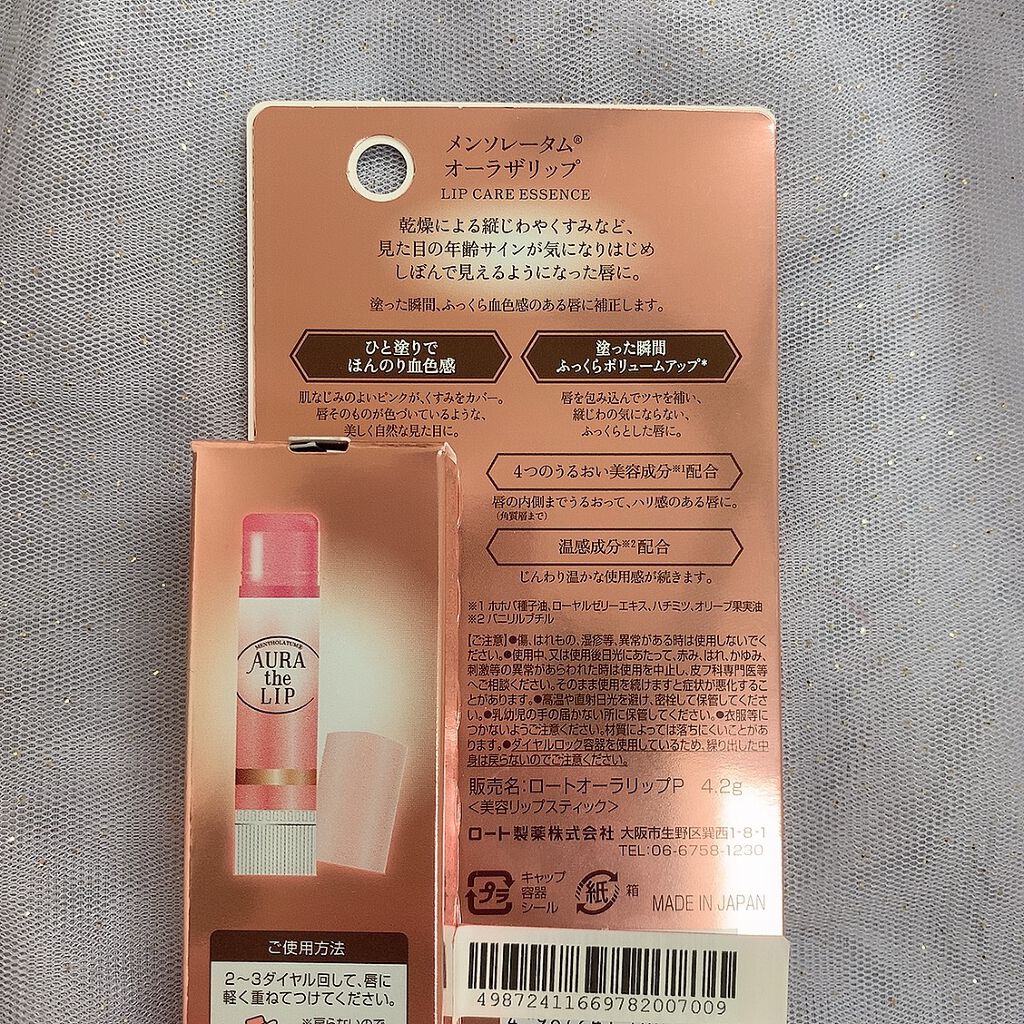 メンソレータム®
オーラザリップ
LIP CARE ESSENCE
乾燥による縦じわやくすみなど、
見た目の年齢サインが気になりはじめ
しぼんで見えるようになった唇に。
塗った瞬間、ふっくら血色感のある唇に補正します。
ひと塗りで
ほんのり血色感
肌なじみのよいピンクが、くすみをカバー。
唇そのものが色づいているような、
美しく自然な見た目に。
塗った瞬間
ふっくらボリュームアップ*
唇を包み込んでツヤを補い、
縦じわの気にならない、
ふっくらとした唇に。
4つのうるおい美容成分※1配合
唇の内側までうるおって、ハリ感のある唇に。
(角質層まで)
温感成分※2配合
じんわり温かな使用感が続きます。
※1 ホホバ種子油、ローヤルゼリーエキス、ハチミツ、オリーブ果実油
※2 バニリルブチル
【ご注意】●傷、はれもの、湿疹等、異常がある時は使用しないでく
ださい。●使用中、又は使用後日光にあたって、赤み、はれ、かゆみ、
刺激等の異常があらわれた時は使用を中止し、皮フ科専門医等
へご相談ください。そのまま使用を続けますと症状が悪化するこ
とがあります。●高温や直射日光を避け、密栓して保管してくださ
い。●乳幼児の手の届かない所に保管してください。●衣服等に
つかないようご注意ください。材質によっては落ちにくいことがあ
ります。●ダイヤルロック容器を使用しているため、繰り出した中
身は戻らないのでご注意ください。
販売名:ロートオーラリップP 4.2g
<美容リップスティック>
ロート製薬株式会社 大阪市生野区巽西1-8-1
TEL:06-6758-1230
プラ
キャップ
容器
シール
紙
箱
MADE IN JAPAN
MENTHOLATUM®
AURA
the
LIP
ご使用方法
2〜3ダイヤル回して、唇に
軽く重ねてつけてください。
※戻らないので
49872411669782007009